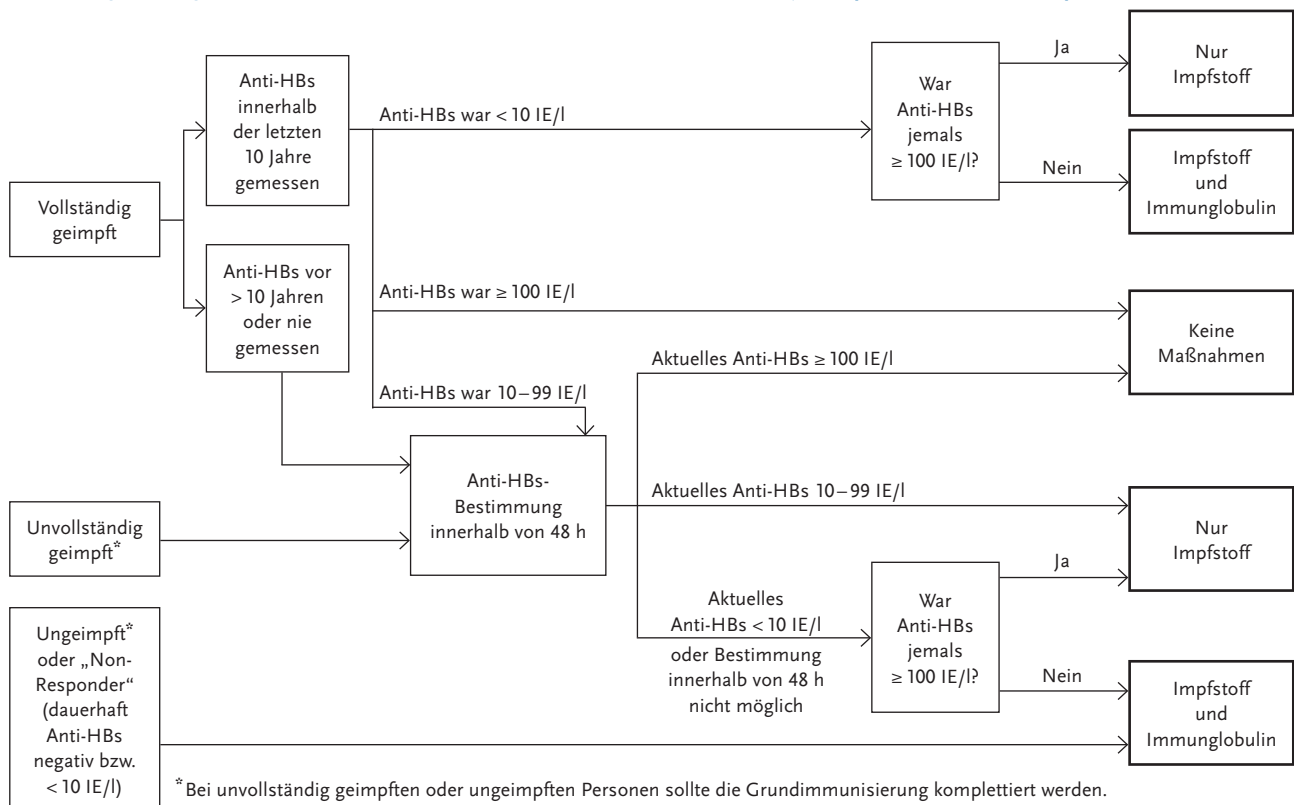 Anti-HBs
innerhalb
der letzten
10 Jahre
gemessen
Anti-HBs war < 10 IE/l
War
Anti-HBs
jemals
≥ 100 IE/l?
Ja
Nur
Impfstoff
Nein
Impfstoff
und
Immunglobulin
Vollständig
geimpft
Anti-HBs vor
> 10 Jahren
oder nie
gemessen
Anti-HBs war ≥ 100 IE/l
Keine
Maßnahmen
Aktuelles Anti-HBs ≥ 100 IE/l
Anti-HBs war 10–99 IE/l
Anti-HBs-
Bestimmung
innerhalb von 48 h
Aktuelles Anti-HBs 10–99 IE/l
Nur
Impfstoff
Unvollständig
geimpft*
Aktuelles
Anti-HBs < 10 IE/l
oder Bestimmung
innerhalb von 48 h
nicht möglich
War
Anti-HBs
jemals
≥ 100 IE/l?
Ja
Nein
Impfstoff
und
Immunglobulin
Ungeimpft*
oder „Non-
Responder“
(dauerhaft
Anti-HBs
negativ bzw.
< 10 IE/l)
*Bei unvollständig geimpften oder ungeimpften Personen sollte die Grundimmunisierung komplettiert werden.